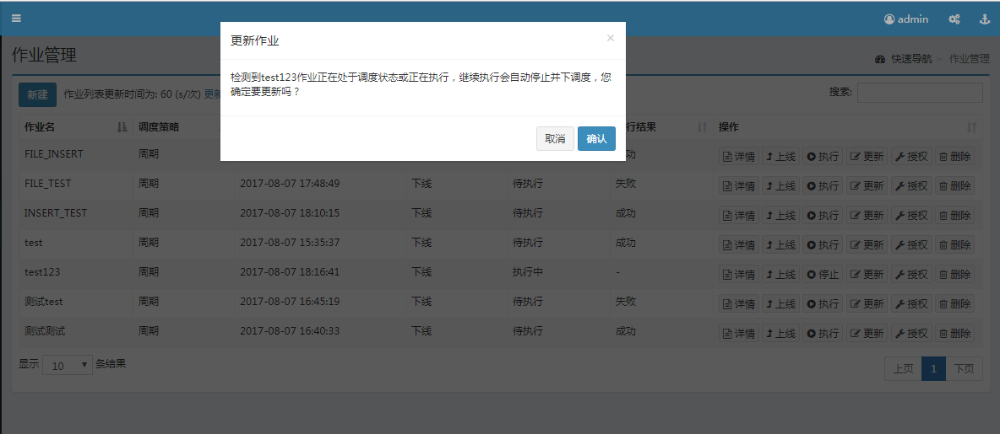 admin
更新作业
×
作业管理
快速导航 > 作业管理
检测到test123作业正在处于调度状态或正在执行，继续执行会自动停止并下调度，您
确定要更新吗？
新建 作业列表更新时间为: 60 (s/次) 更新
搜索:
取消 确认
作业名 调度策略 行结果 操作
FILE_INSERT 周期 成功 详情 上线 执行 更新 授权 删除
FILE_TEST 周期 2017-08-07 17:48:49 下线 待执行 失败 详情 上线 执行 更新 授权 删除
INSERT_TEST 周期 2017-08-07 18:10:15 下线 待执行 成功 详情 上线 执行 更新 授权 删除
test 周期 2017-08-07 15:35:37 下线 待执行 成功 详情 上线 执行 更新 授权 删除
test123 周期 2017-08-07 18:16:41 下线 执行中 - 详情 上线 停止 更新 授权 删除
测试test 周期 2017-08-07 16:45:19 下线 待执行 失败 详情 上线 执行 更新 授权 删除
测试测试 周期 2017-08-07 16:40:33 下线 待执行 成功 详情 上线 执行 更新 授权 删除
显示 10 条结果
上页 1 下页